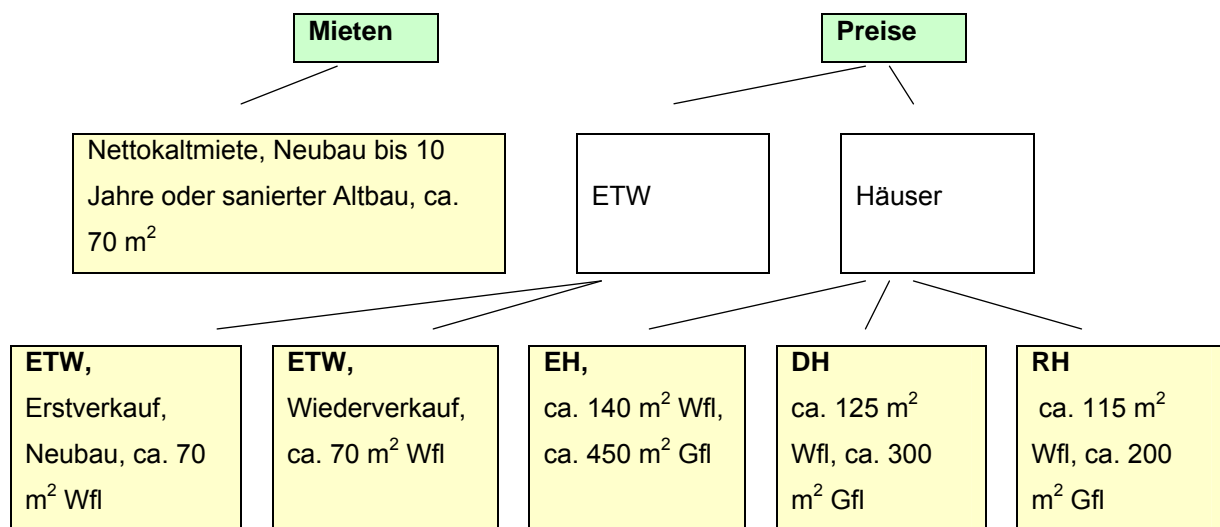 Mieten
Preise
Nettokaltmiete, Neubau bis 10
Jahre oder sanierter Altbau, ca.
70 m²
ETW
Häuser
ETW,
Erstverkauf,
Neubau, ca. 70
m² Wfl
ETW,
Wiederverkauf,
ca. 70 m² Wfl
EH,
ca. 140 m² Wfl,
ca. 450 m² Gfl
DH
ca. 125 m²
Wfl, ca. 300
m² Gfl
RH
ca. 115 m²
Wfl, ca. 200
m² Gfl